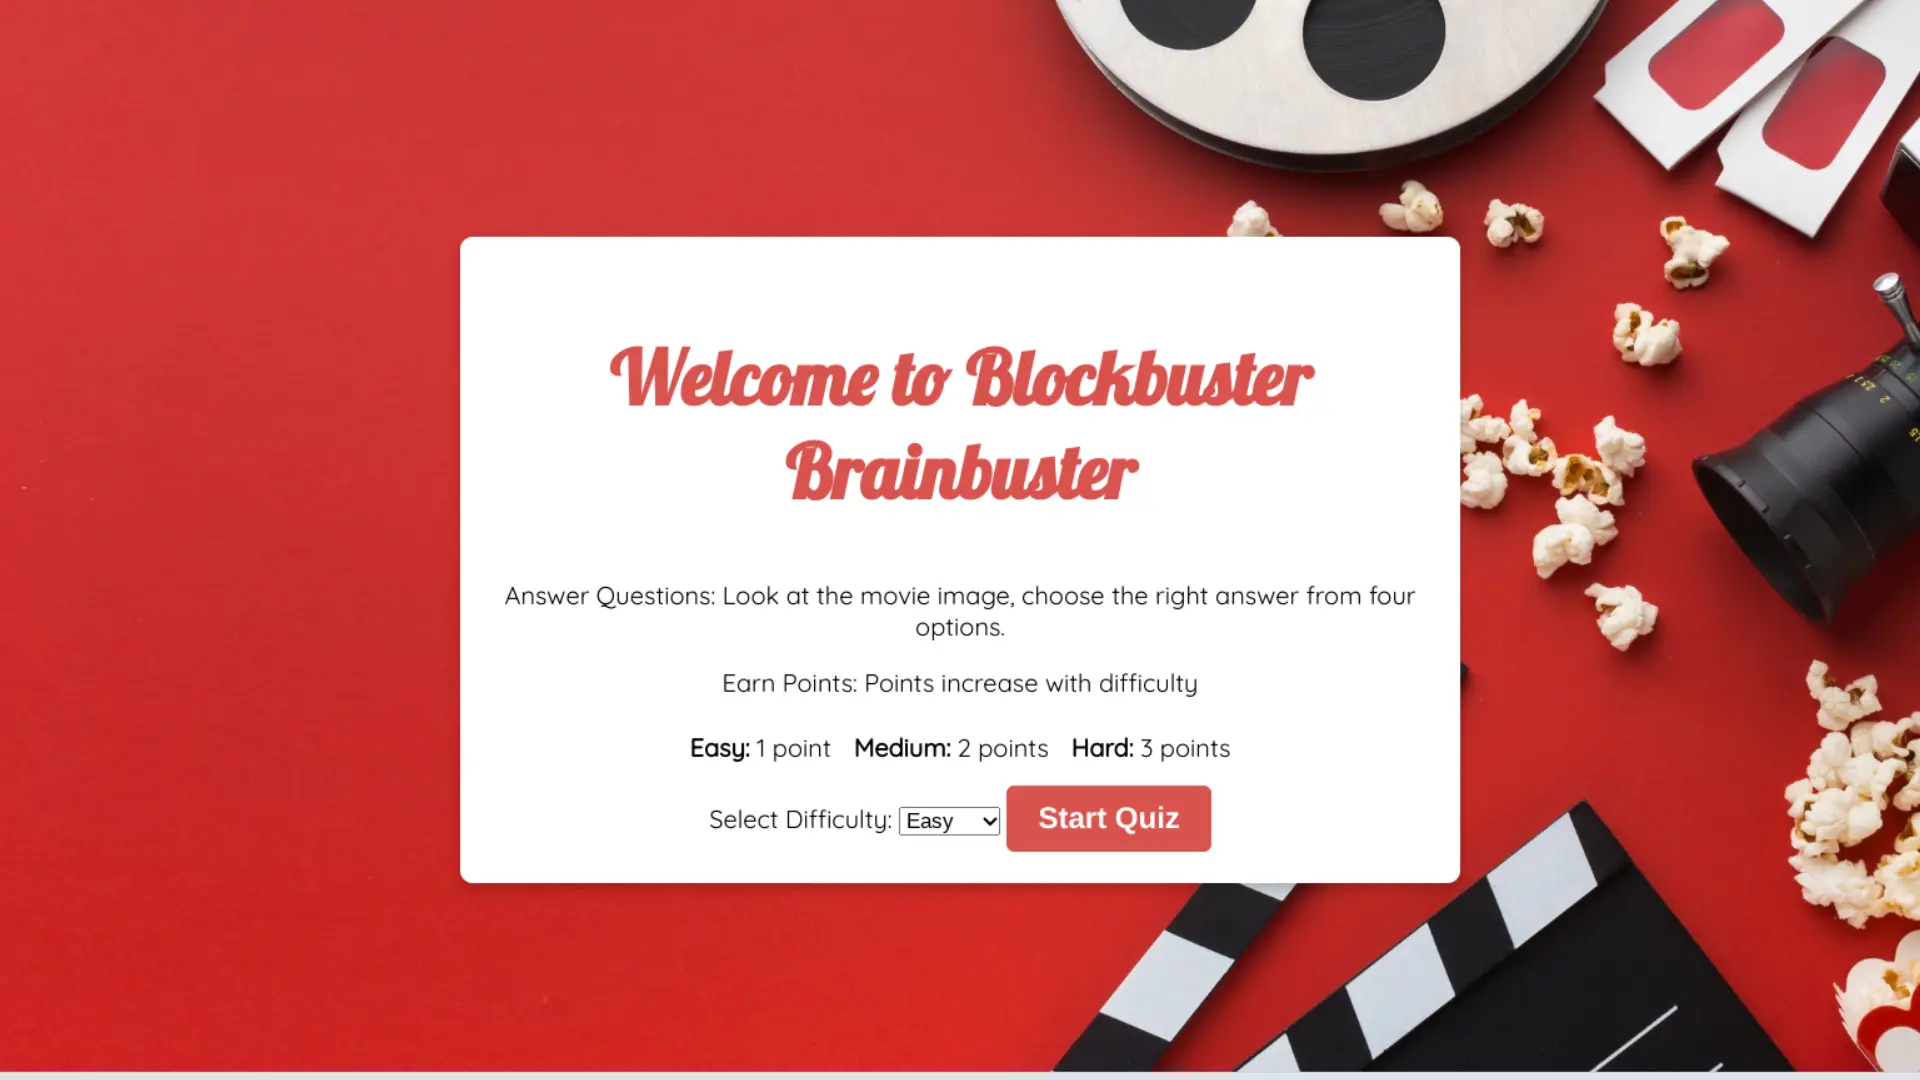 Welcome to Blockbuster
Brainbuster
Answer Questions: Look at the movie image, choose the right answer from four
options.
Earn Points: Points increase with difficulty
Easy: 1 point Medium: 2 points Hard: 3 points
Select Difficulty: Easy Start Quiz